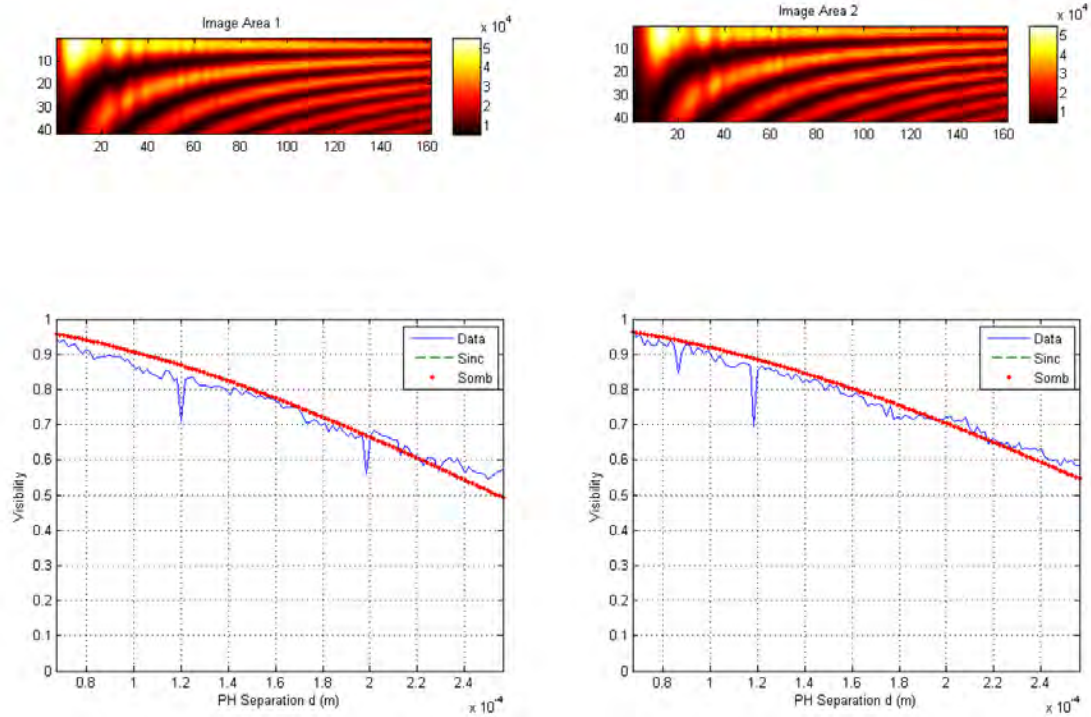 Image Area 1
x 10^4
10
20
30
40
20 40 60 80 100 120 140 160
5
4
3
2
1
Image Area 2
x 10^4
10
20
30
40
20 40 60 80 100 120 140 160
5
4
3
2
1
1
0.9
0.8
0.7
0.6
0.5
0.4
0.3
0.2
0.1
0
Visibility
Data
Sinc
Somb
0.8 1 1.2 1.4 1.6 1.8 2 2.2 2.4
PH Separation d (m)
x 10^-4
1
0.9
0.8
0.7
0.6
0.5
0.4
0.3
0.2
0.1
0
Visibility
Data
Sinc
Somb
0.8 1 1.2 1.4 1.6 1.8 2 2.2 2.4
PH Separation d (m)
x 10^-4